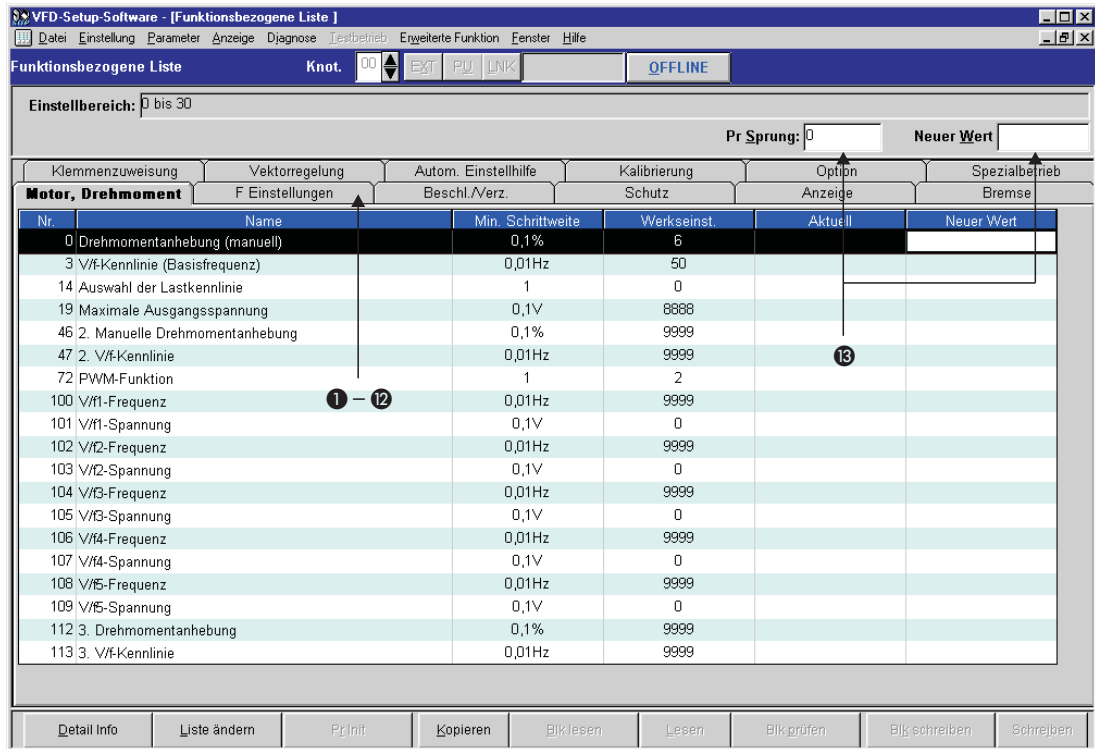 VFD-Setup-Software - [Funktionsbezogene Liste ]
Datei Einstellung Parameter Anzeige Djagnose Testbetrieb Erweiterte Funktion Fenster Hilfe
Funktionsbezogene Liste Knot. 00 EXT PU LNK OFFLINE
Einstellbereich: 0 bis 30
Pr Sprung: 0 Neuer Wert
Klemmenzuweisung Vektorregelung Autom. Einstellhilfe Kalibrierung Option Spezialbetrieb
Motor, Drehmoment F Einstellungen Beschl./Verz. Schutz Anzeige Bremse
Nr. Name Min. Schrittweite Werkseinst. Aktuell Neuer Wert
0 Drehmomentanhebung (manuell) 0,1% 6
3 V/f-Kennlinie (Basisfrequenz) 0,01Hz 50
14 Auswahl der Lastkennlinie 1 0
19 Maximale Ausgangsspannung 0,1V 8888
46 2. Manuelle Drehmomentanhebung 0,1% 9999
47 2. V/f-Kennlinie 0,01Hz 9999
72 PWM-Funktion 1 2
100 V/f1-Frequenz 0,01Hz 9999
101 V/f1-Spannung 0,1V 0
102 V/f2-Frequenz 0,01Hz 9999
103 V/f2-Spannung 0,1V 0
104 V/f3-Frequenz 0,01Hz 9999
105 V/f3-Spannung 0,1V 0
106 V/f4-Frequenz 0,01Hz 9999
107 V/f4-Spannung 0,1V 0
108 V/f5-Frequenz 0,01Hz 9999
109 V/f5-Spannung 0,1V 0
112 3. Drehmomentanhebung 0,1% 9999
113 3. V/f-Kennlinie 0,01Hz 9999
❶ – ⓬
⓭
Detail Info Liste ändern Pr Init Kopieren Blk lesen Lesen Blk prüfen Blk schreiben Schreiben